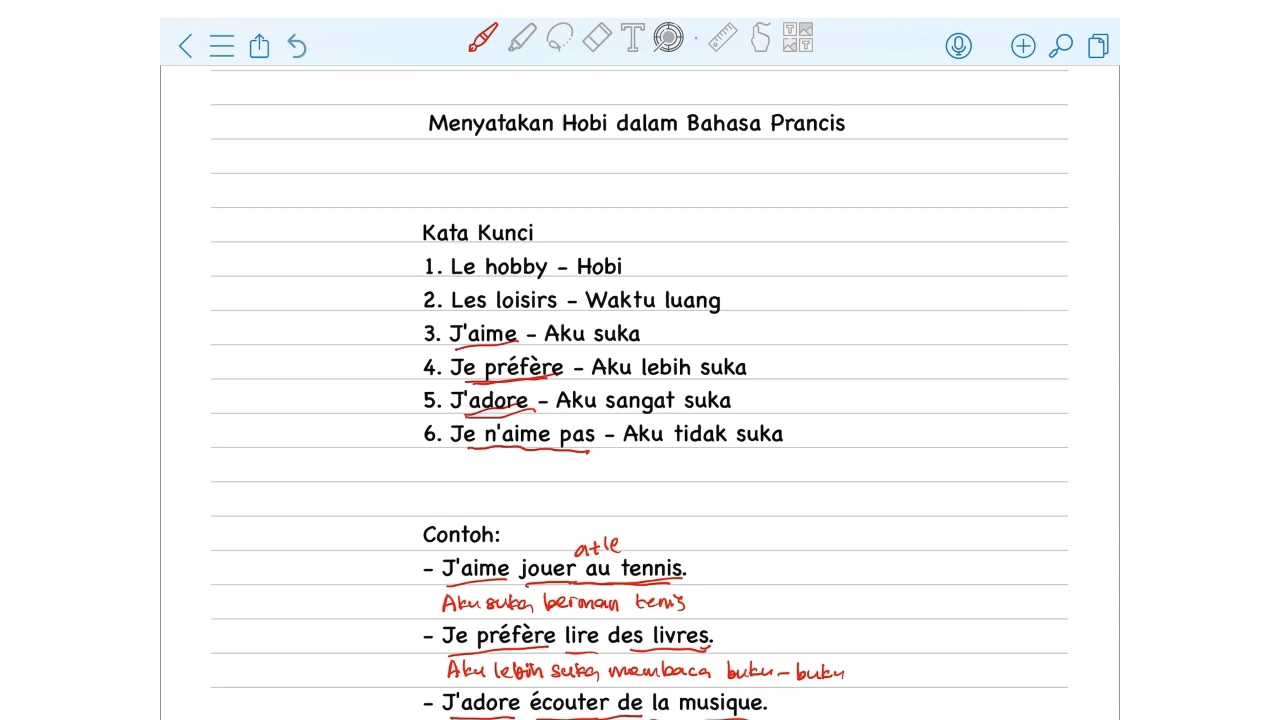 Menyatakan Hobi dalam Bahasa Prancis
Kata Kunci
1. Le hobby - Hobi
2. Les loisirs - Waktu luang
3. J'aime - Aku suka
4. Je préfère - Aku lebih suka
5. J'adore - Aku sangat suka
6. Je n'aime pas - Aku tidak suka
Contoh:
a+le
- J'aime jouer au tennis.
Aku suka berman tenis
- Je préfère lire des livres.
Aku lebih suka membaca buku-buku
- J'adore écouter de la musique.